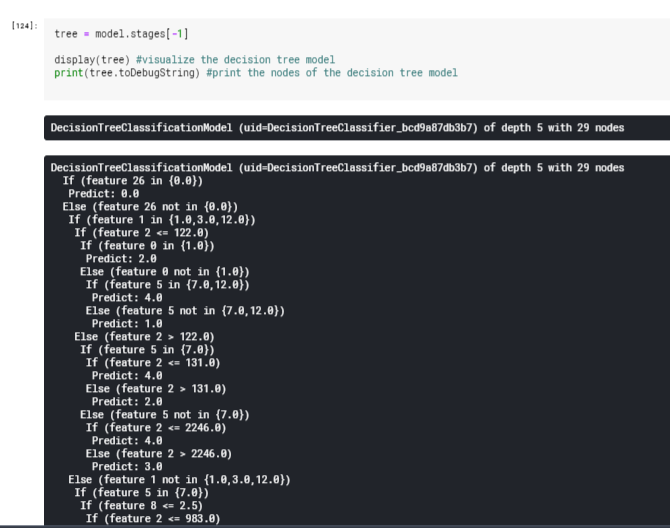 [124]:
tree = model.stages[-1]
display(tree) #visualize the decision tree model
print(tree.toDebugString) #print the nodes of the decision tree model
DecisionTreeClassificationModel (uid=DecisionTreeClassifier_bcd9a87db3b7) of depth 5 with 29 nodes
DecisionTreeClassificationModel (uid=DecisionTreeClassifier_bcd9a87db3b7) of depth 5 with 29 nodes
If (feature 26 in {0.0})
Predict: 0.0
Else (feature 26 not in {0.0})
If (feature 1 in {1.0,3.0,12.0})
If (feature 2 <= 122.0)
If (feature 0 in {1.0})
Predict: 2.0
Else (feature 0 not in {1.0})
If (feature 5 in {7.0,12.0})
Predict: 4.0
Else (feature 5 not in {7.0,12.0})
Predict: 1.0
Else (feature 2 > 122.0)
If (feature 5 in {7.0})
If (feature 2 <= 131.0)
Predict: 4.0
Else (feature 2 > 131.0)
Predict: 2.0
Else (feature 5 not in {7.0})
If (feature 2 <= 2246.0)
Predict: 4.0
Else (feature 2 > 2246.0)
Predict: 3.0
Else (feature 1 not in {1.0,3.0,12.0})
If (feature 5 in {7.0})
If (feature 8 <= 2.5)
If (feature 2 <= 983.0)